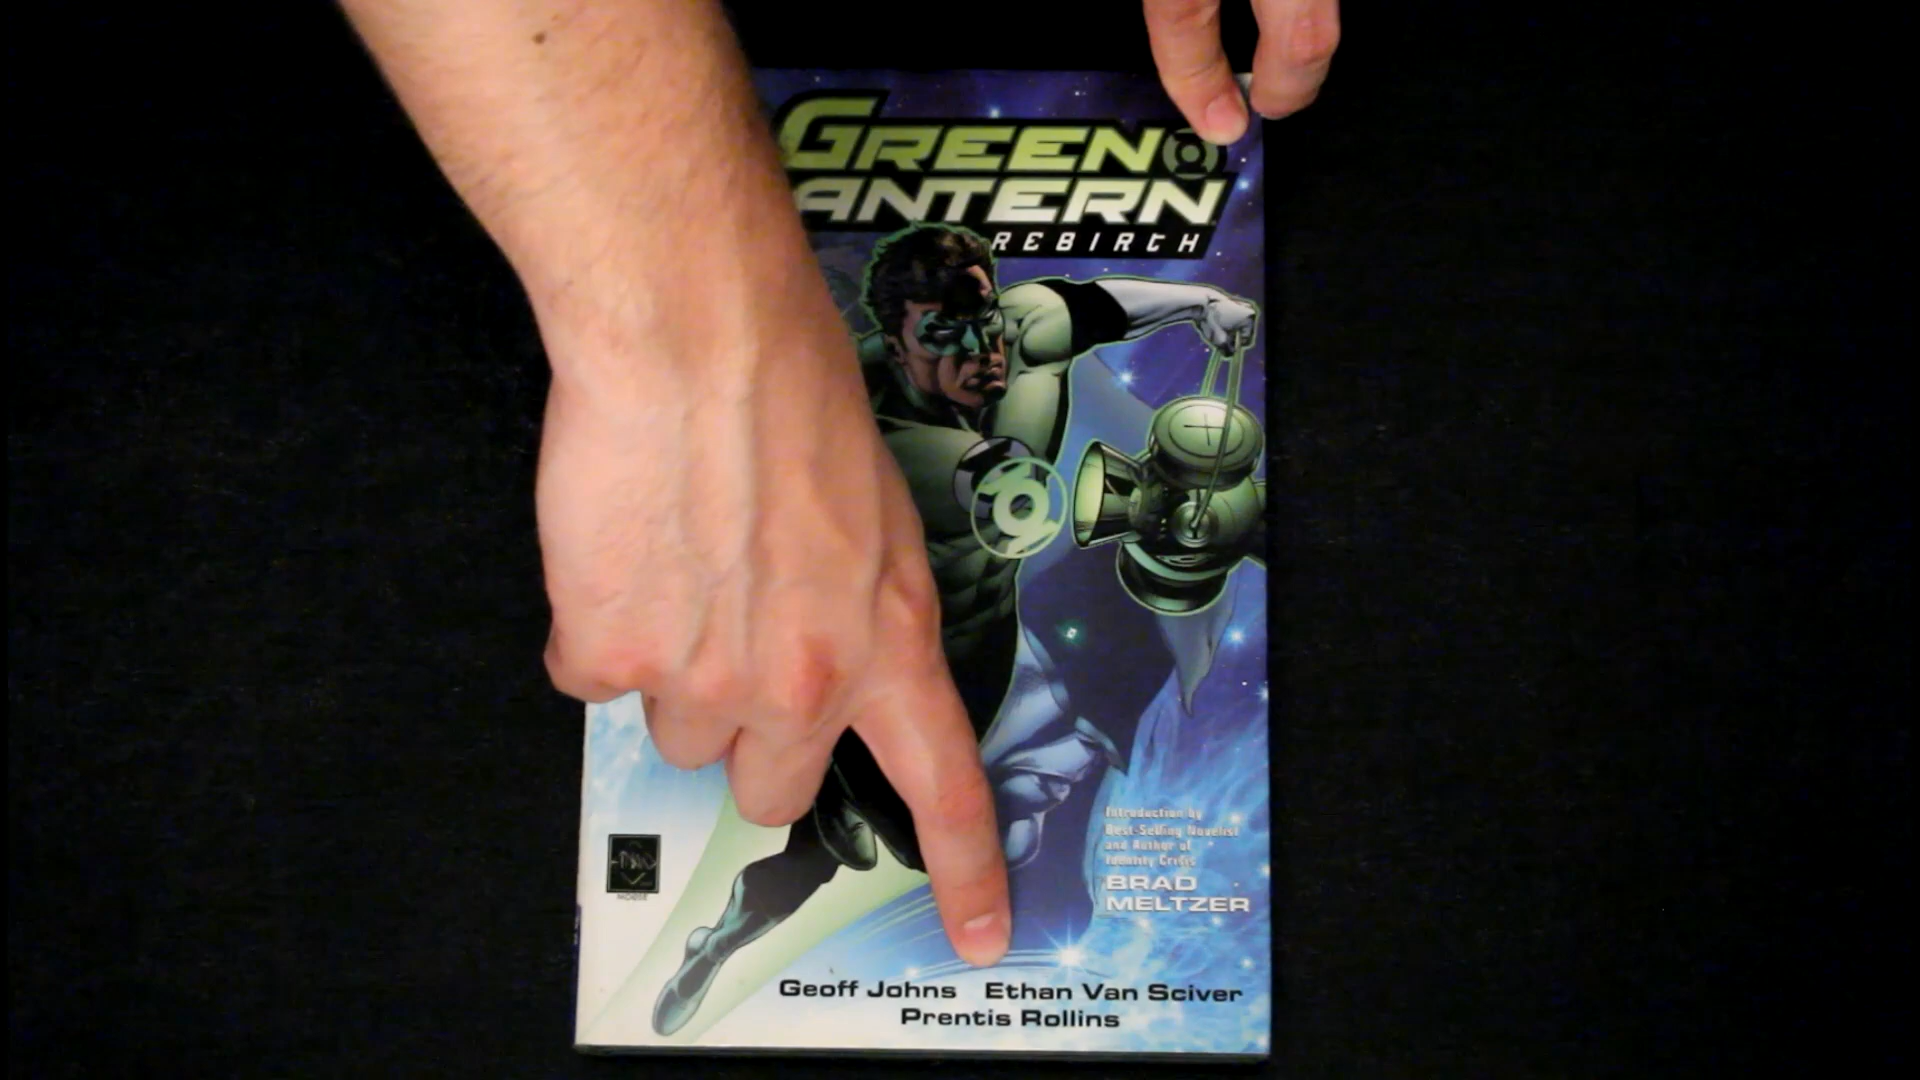 GREEN
ANTERN
REBIRTH
Introduction by
Best-Selling Novelist
and Author of
Identity Crisis
BRAD
MELTZER
Geoff Johns Ethan Van Sciver
Prentis Rollins